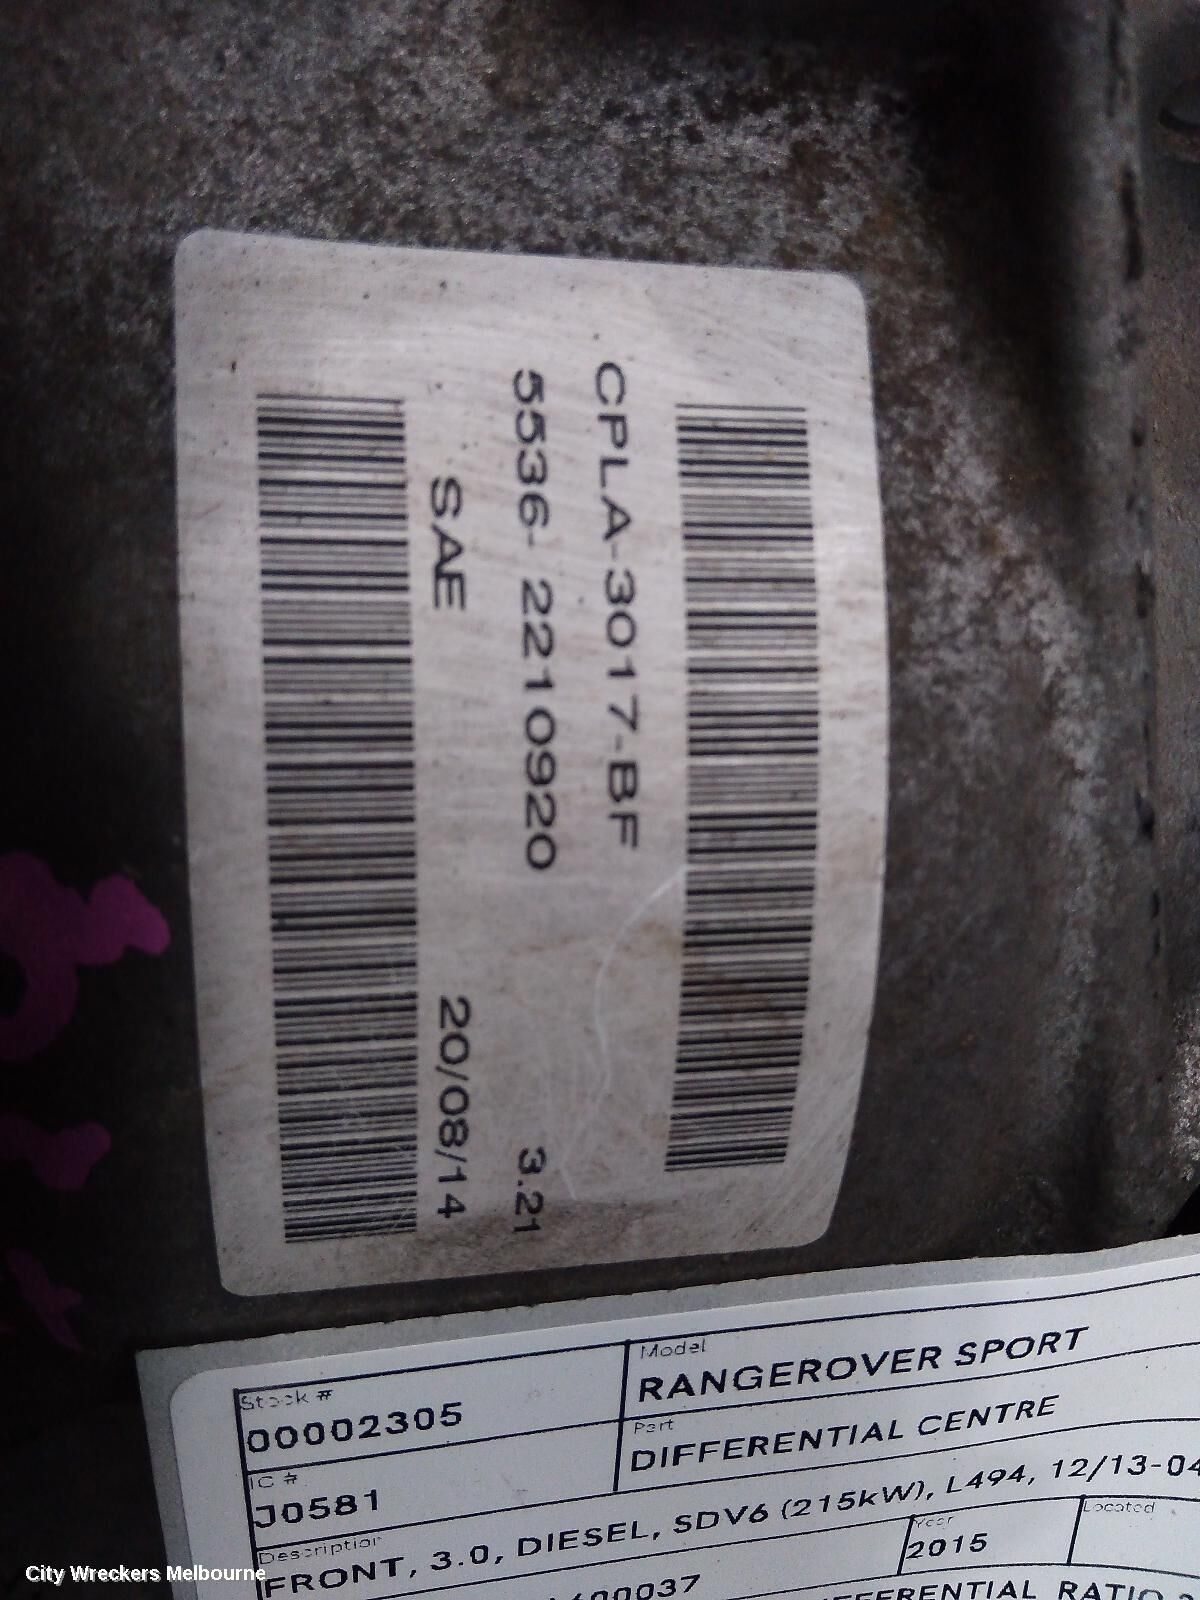 CPLA-3017-BF
5536-2210920 3.21
SAE 20/08/14
Stock #
00002305
Model
RANGEROVER SPORT
IC #
J0581
Part
DIFFERENTIAL CENTRE
Description
FRONT, 3.0, DIESEL, SDV6 (215kW), L494, 12/13-04
Year
2015
Located
RATIO
City Wreckers Melbourne